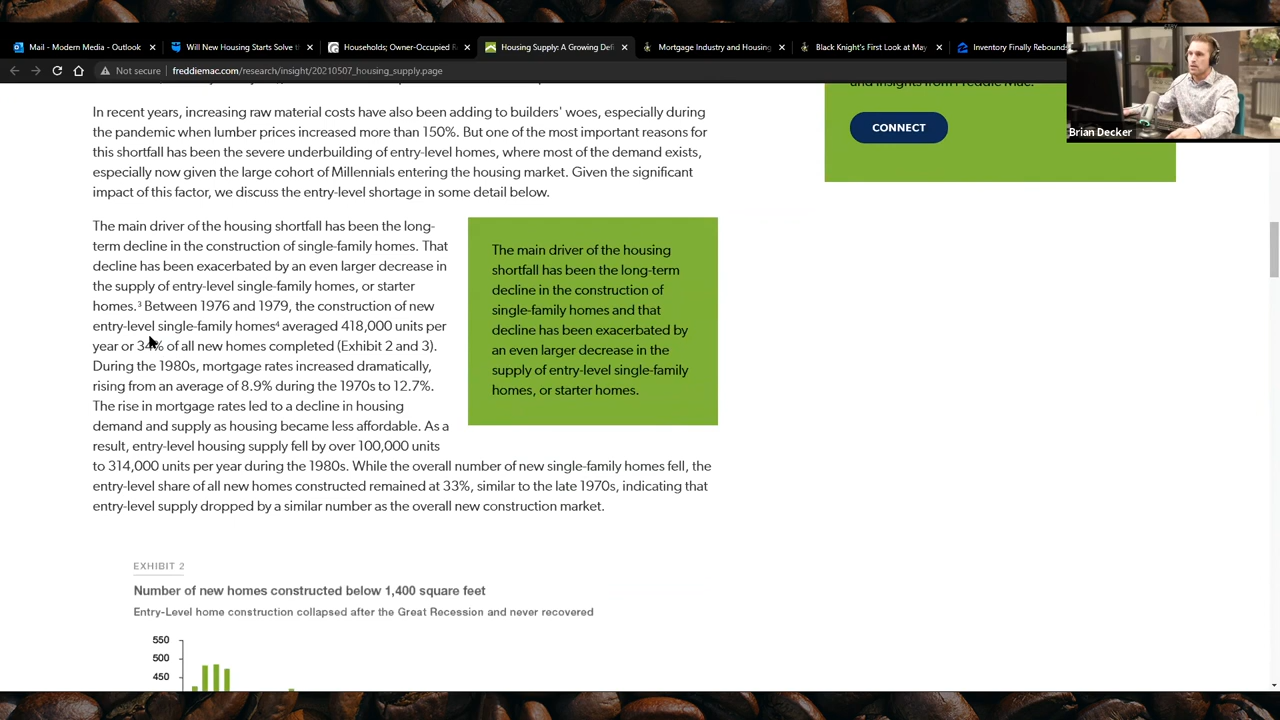 Mail - Modern Media - Outlook
Will New Housing Starts Solve t
Households; Owner-Occupied R
Housing Supply: A Growing Def
Mortgage Industry and Housing
Black Knight's First Look at May
Inventory Finally Rebounds
Not secure
freddiemac.com/research/insight/20210507_housing_supply.page
Brian Decker
CONNECT
In recent years, increasing raw material costs have also been adding to builders' woes, especially during
the pandemic when lumber prices increased more than 150%. But one of the most important reasons for
this shortfall has been the severe underbuilding of entry-level homes, where most of the demand exists,
especially now given the large cohort of Millennials entering the housing market. Given the significant
impact of this factor, we discuss the entry-level shortage in some detail below.
The main driver of the housing shortfall has been the long-
term decline in the construction of single-family homes. That
decline has been exacerbated by an even larger decrease in
the supply of entry-level single-family homes, or starter
homes.³ Between 1976 and 1979, the construction of new
entry-level single-family homes⁴ averaged 418,000 units per
year or 34% of all new homes completed (Exhibit 2 and 3).
During the 1980s, mortgage rates increased dramatically,
rising from an average of 8.9% during the 1970s to 12.7%.
The rise in mortgage rates led to a decline in housing
demand and supply as housing became less affordable. As a
result, entry-level housing supply fell by over 100,000 units
to 314,000 units per year during the 1980s. While the overall number of new single-family homes fell, the
entry-level share of all new homes constructed remained at 33%, similar to the late 1970s, indicating that
entry-level supply dropped by a similar number as the overall new construction market.
The main driver of the housing
shortfall has been the long-term
decline in the construction of
single-family homes and that
decline has been exacerbated by
an even larger decrease in the
supply of entry-level single-family
homes, or starter homes.
EXHIBIT 2
Number of new homes constructed below 1,400 square feet
Entry-Level home construction collapsed after the Great Recession and never recovered
550
500
450